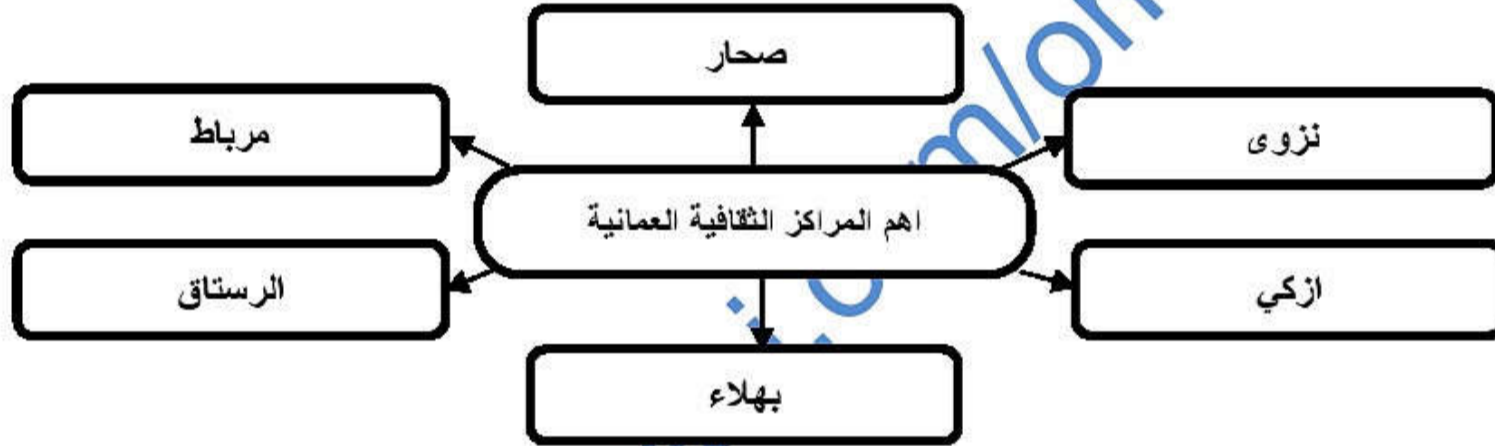 صحار
نزوى
مرباط
اهم المراكز الثقافية العمانية
ازكي
الرستاق
بهلاء